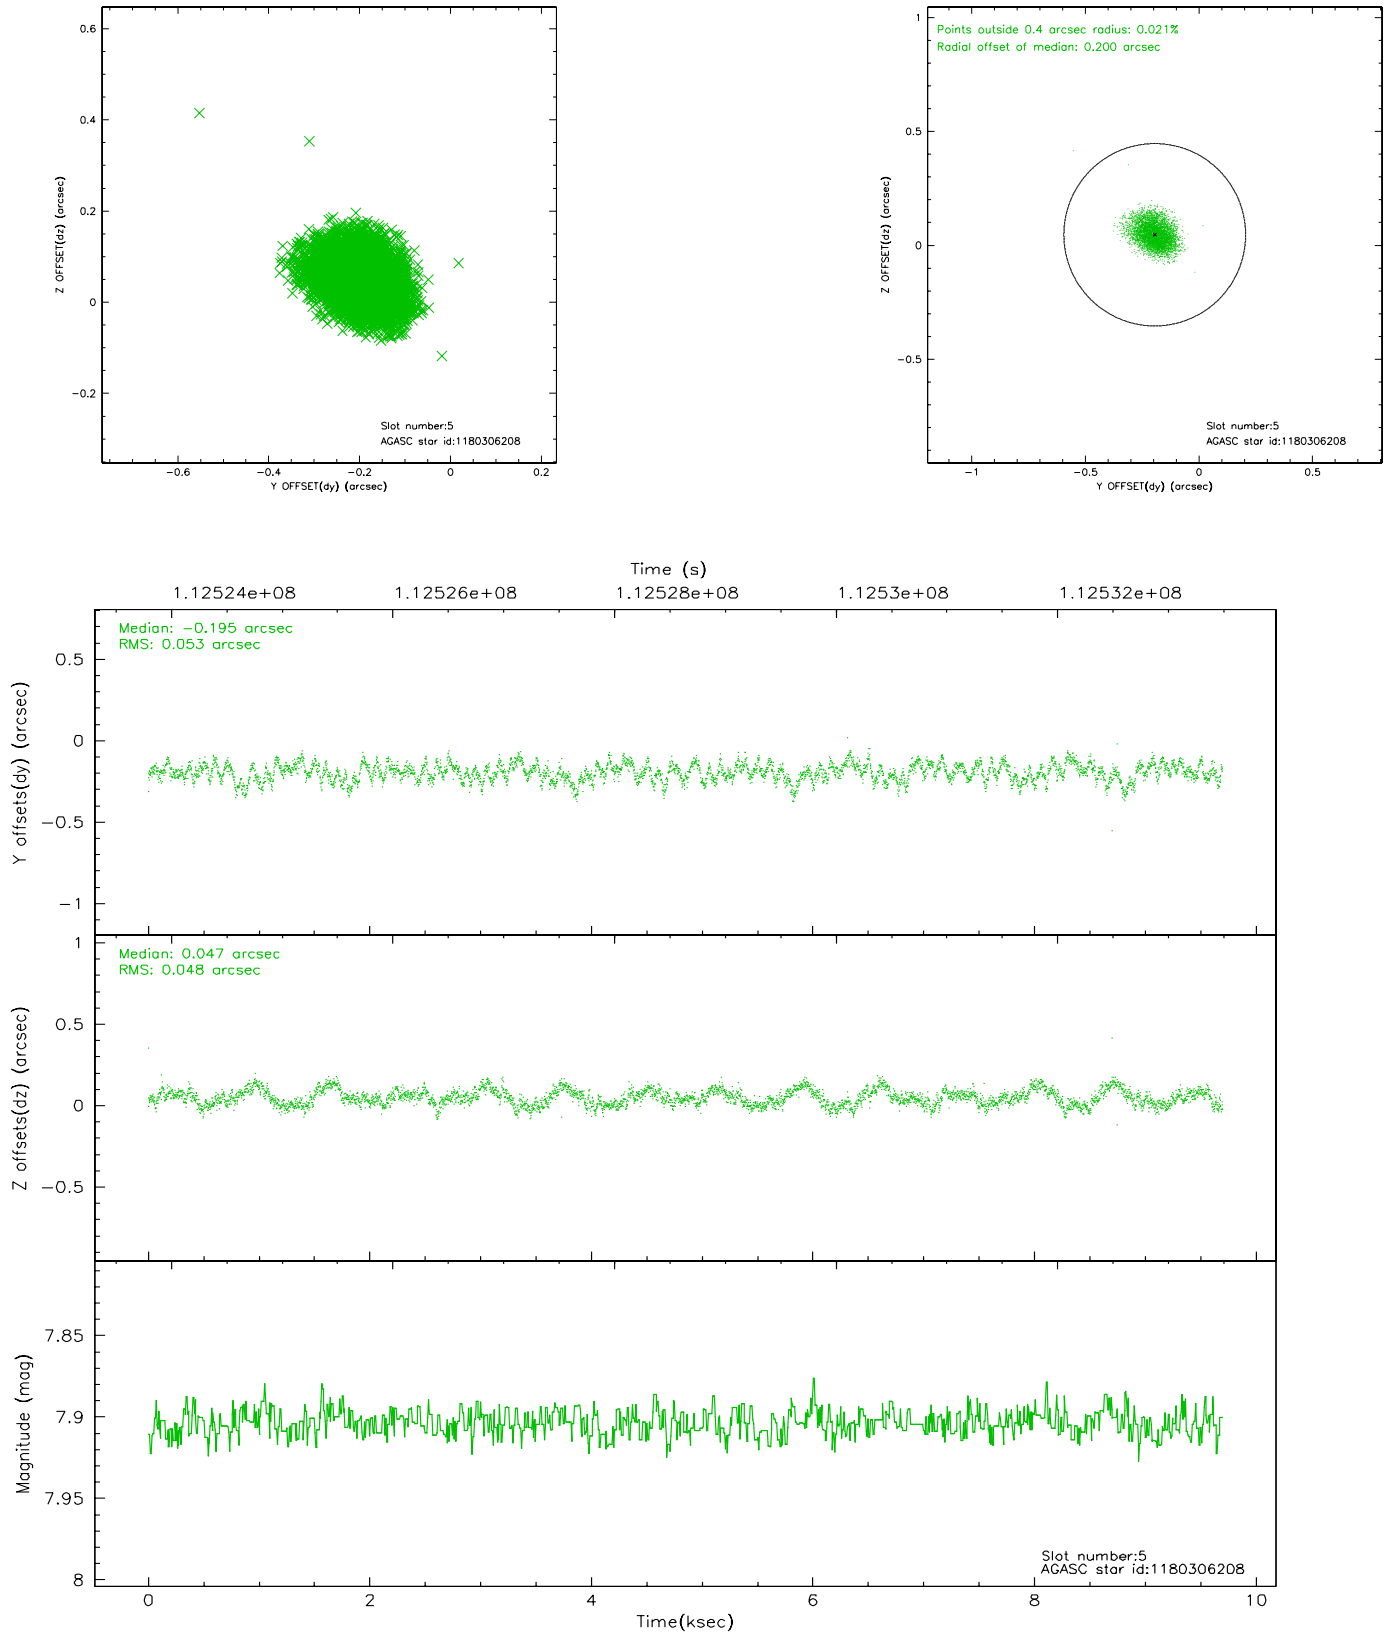 0.6
0.4
0.2
0
−0.2
Z OFFSET(dz) (arcsec)
Slot number:5
AGASC star id:1180306208
−0.6 −0.4 −0.2 0 0.2
Y OFFSET(dy) (arcsec)
Points outside 0.4 arcsec radius: 0.021%
Radial offset of median: 0.200 arcsec
1
0.5
0
−0.5
Z OFFSET(dz) (arcsec)
Slot number:5
AGASC star id:1180306208
−1 −0.5 0 0.5
Y OFFSET(dy) (arcsec)
Time (s)
1.12524e+08 1.12526e+08 1.12528e+08 1.1253e+08 1.12532e+08
Median: −0.195 arcsec
RMS: 0.053 arcsec
0.5
0
−0.5
−1
Y offsets(dy) (arcsec)
Median: 0.047 arcsec
RMS: 0.048 arcsec
1
0.5
0
−0.5
Z offsets(dz) (arcsec)
7.85
7.9
7.95
8
Magnitude (mag)
Slot number:5
AGASC star id:1180306208
0 2 4 6 8 10
Time(ksec)